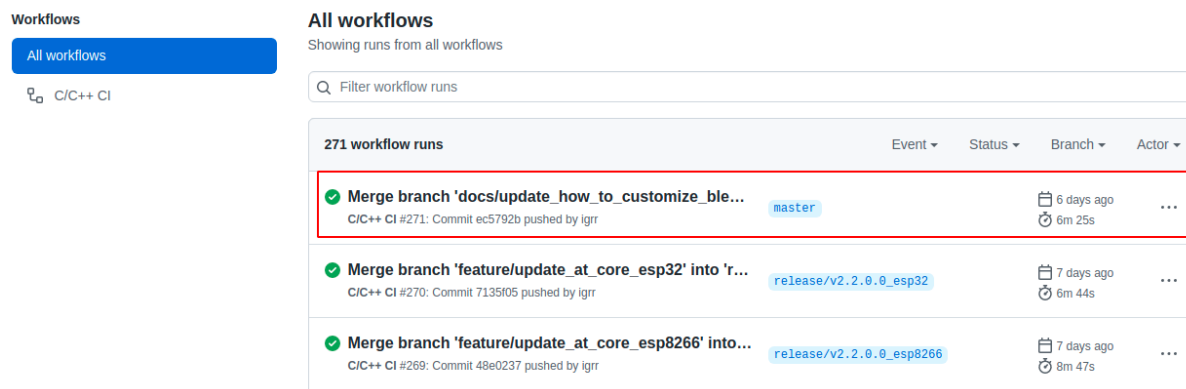 Workflows
All workflows
C/C++ CI
All workflows
Showing runs from all workflows
Filter workflow runs
271 workflow runs Event Status Branch Actor
Merge branch 'docs/update_how_to_customize_ble... master 6 days ago
C/C++ CI #271: Commit ec5792b pushed by igrr 6m 25s
Merge branch 'feature/update_at_core_esp32' into 'r... release/v2.2.0.0_esp32 7 days ago
C/C++ CI #270: Commit 7135f05 pushed by igrr 6m 44s
Merge branch 'feature/update_at_core_esp8266' into... release/v2.2.0.0_esp8266 7 days ago
C/C++ CI #269: Commit 48e0237 pushed by igrr 8m 47s